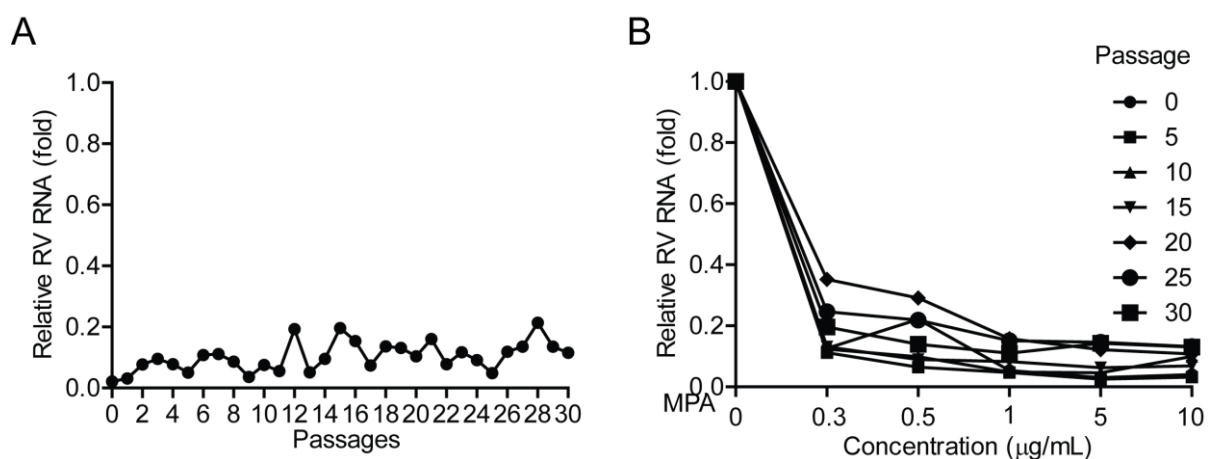 A
Relative RV RNA (fold)
1.0
0.8
0.6
0.4
0.2
0.0
0 2 4 6 8 10 12 14 16 18 20 22 24 26 28 30
Passages
B
Relative RV RNA (fold)
1.0
0.8
0.6
0.4
0.2
0.0
MPA
0 0.3 0.5 1 5 10
Concentration (μg/mL)
Passage
0
5
10
15
20
25
30